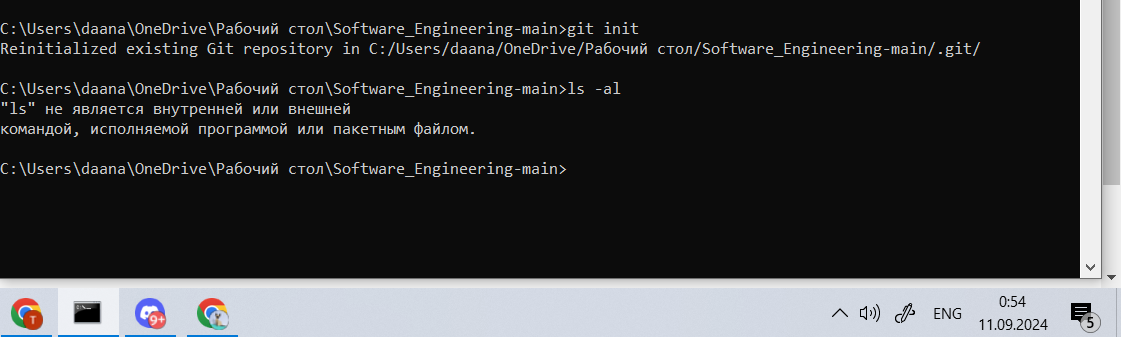 C:\Users\daana\OneDrive\Рабочий стол\Software_Engineering-main>git init
Reinitialized existing Git repository in C:/Users/daana/OneDrive/Рабочий стол/Software_Engineering-main/.git/
C:\Users\daana\OneDrive\Рабочий стол\Software_Engineering-main>ls -al
"ls" не является внутренней или внешней
командой, исполняемой программой или пакетным файлом.
C:\Users\daana\OneDrive\Рабочий стол\Software_Engineering-main>
T
9+
ENG
0:54
11.09.2024
5